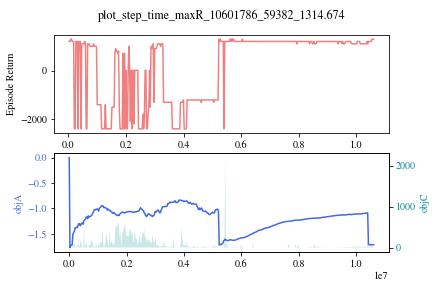 plot_step_time_maxR_10601786_59382_1314.674
Episode Return
0
−2000
0.0 0.2 0.4 0.6 0.8 1.0
objA
0.0
−0.5
−1.0
−1.5
2000
1000
0
objC
0.0 0.2 0.4 0.6 0.8 1.0
1e7